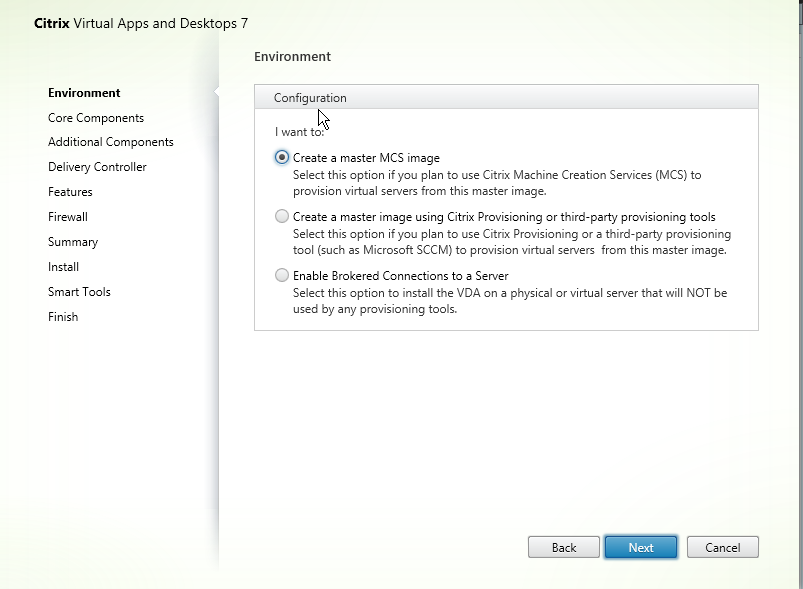 Citrix Virtual Apps and Desktops 7
Environment
Environment
Core Components
Additional Components
Delivery Controller
Features
Firewall
Summary
Install
Smart Tools
Finish
Configuration
I want to:
Create a master MCS image
Select this option if you plan to use Citrix Machine Creation Services (MCS) to
provision virtual servers from this master image.
Create a master image using Citrix Provisioning or third-party provisioning tools
Select this option if you plan to use Citrix Provisioning or a third-party provisioning
tool (such as Microsoft SCCM) to provision virtual servers  from this master image.
Enable Brokered Connections to a Server
Select this option to install the VDA on a physical or virtual server that will NOT be
used by any provisioning tools.
Back
Next
Cancel